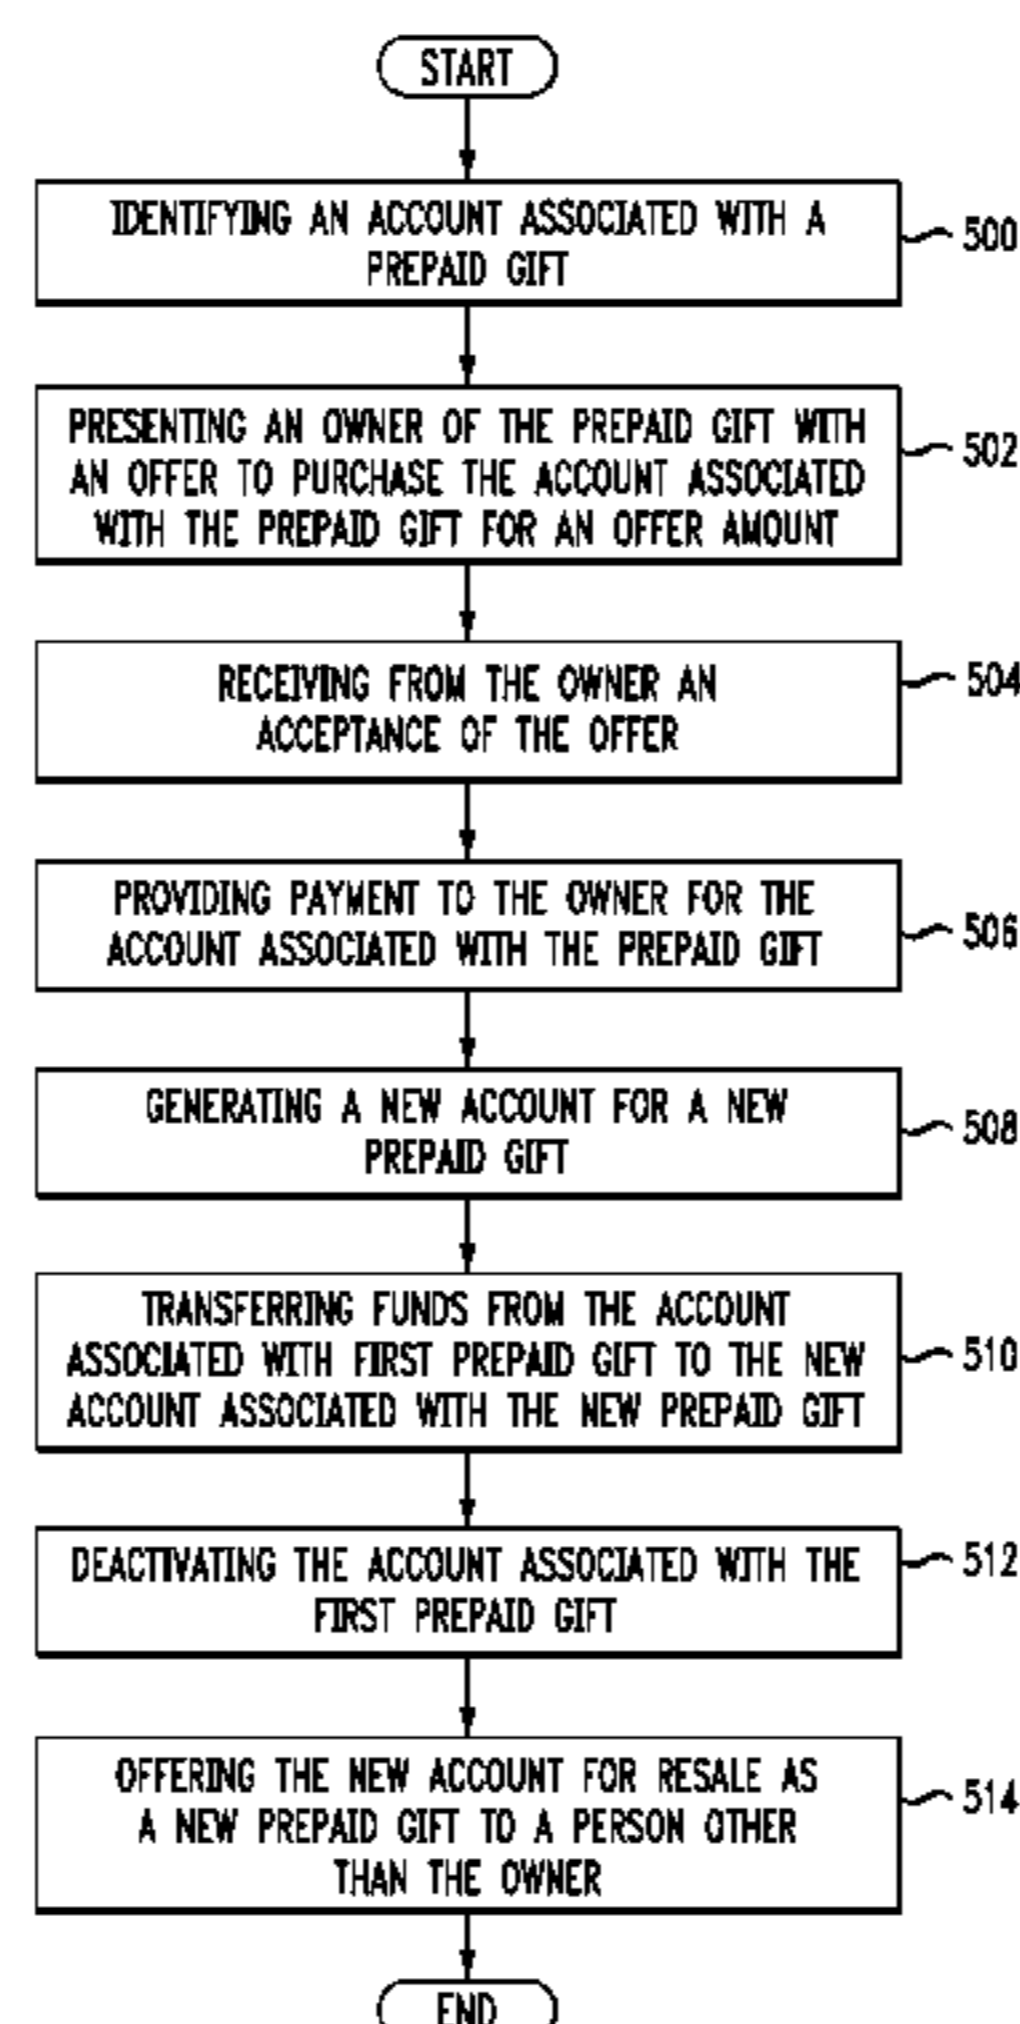 START
IDENTIFYING AN ACCOUNT ASSOCIATED WITH A
PREPAID GIFT
500
PRESENTING AN OWNER OF THE PREPAID GIFT WITH
AN OFFER TO PURCHASE THE ACCOUNT ASSOCIATED
WITH THE PREPAID GIFT FOR AN OFFER AMOUNT
502
RECEIVING FROM THE OWNER AN
ACCEPTANCE OF THE OFFER
504
PROVIDING PAYMENT TO THE OWNER FOR THE
ACCOUNT ASSOCIATED WITH THE PREPAID GIFT
506
GENERATING A NEW ACCOUNT FOR A NEW
PREPAID GIFT
508
TRANSFERRING FUNDS FROM THE ACCOUNT
ASSOCIATED WITH FIRST PREPAID GIFT TO THE NEW
ACCOUNT ASSOCIATED WITH THE NEW PREPAID GIFT
510
DEACTIVATING THE ACCOUNT ASSOCIATED WITH THE
FIRST PREPAID GIFT
512
OFFERING THE NEW ACCOUNT FOR RESALE AS
A NEW PREPAID GIFT TO A PERSON OTHER
THAN THE OWNER
514
END